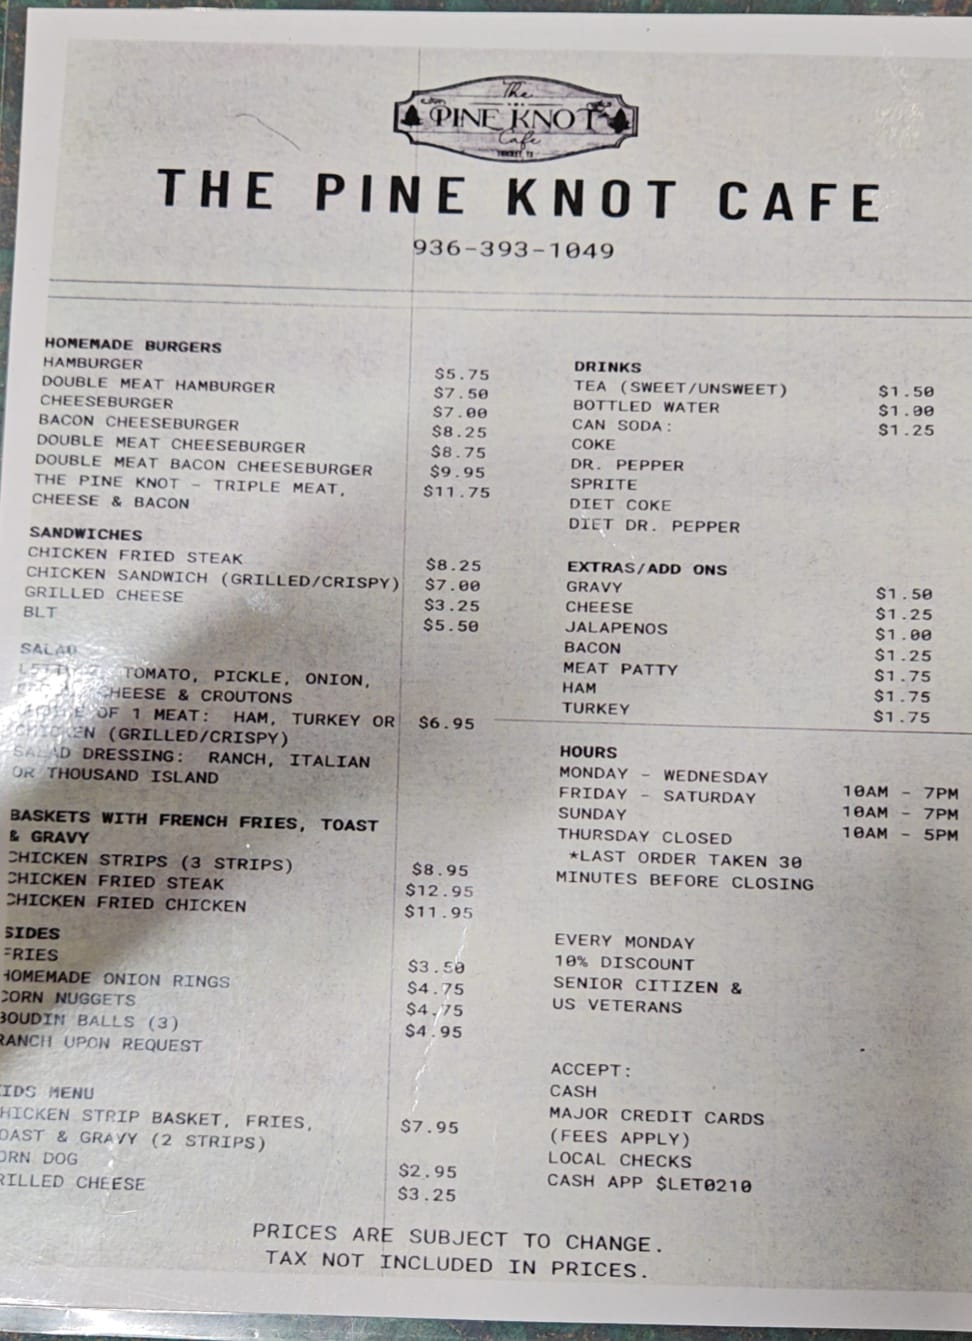 The
PINE KNOT
Cafe
THE PINE KNOT CAFE
936-393-1049
HOMEMADE BURGERS
HAMBURGER $5.75
DOUBLE MEAT HAMBURGER $7.50
CHEESEBURGER $7.00
BACON CHEESEBURGER $8.25
DOUBLE MEAT CHEESEBURGER $8.75
DOUBLE MEAT BACON CHEESEBURGER $9.95
THE PINE KNOT - TRIPLE MEAT, $11.75
CHEESE & BACON
SANDWICHES
CHICKEN FRIED STEAK $8.25
CHICKEN SANDWICH (GRILLED/CRISPY) $7.00
GRILLED CHEESE $3.25
BLT $5.50
SALAD
TOMATO, PICKLE, ONION,
CHEESE & CROUTONS
OF 1 MEAT: HAM, TURKEY OR $6.95
CHICKEN (GRILLED/CRISPY)
SALAD DRESSING: RANCH, ITALIAN
OR THOUSAND ISLAND
BASKETS WITH FRENCH FRIES, TOAST
& GRAVY
CHICKEN STRIPS (3 STRIPS) $8.95
CHICKEN FRIED STEAK $12.95
CHICKEN FRIED CHICKEN $11.95
SIDES
FRIES $3.50
HOMEMADE ONION RINGS $4.75
CORN NUGGETS $4.75
BOUDIN BALLS (3) $4.95
RANCH UPON REQUEST
IDS MENU
HICKEN STRIP BASKET, FRIES, $7.95
OAST & GRAVY (2 STRIPS)
ORN DOG $2.95
RILLED CHEESE $3.25
DRINKS
TEA (SWEET/UNSWEET) $1.50
BOTTLED WATER $1.00
CAN SODA: $1.25
COKE
DR. PEPPER
SPRITE
DIET COKE
DIET DR. PEPPER
EXTRAS/ADD ONS
GRAVY $1.50
CHEESE $1.25
JALAPENOS $1.00
BACON $1.25
MEAT PATTY $1.75
HAM $1.75
TURKEY $1.75
HOURS
MONDAY - WEDNESDAY 10AM - 7PM
FRIDAY - SATURDAY 10AM - 7PM
SUNDAY 10AM - 5PM
THURSDAY CLOSED
*LAST ORDER TAKEN 30
MINUTES BEFORE CLOSING
EVERY MONDAY
10% DISCOUNT
SENIOR CITIZEN &
US VETERANS
ACCEPT:
CASH
MAJOR CREDIT CARDS
(FEES APPLY)
LOCAL CHECKS
CASH APP $LET0210
PRICES ARE SUBJECT TO CHANGE.
TAX NOT INCLUDED IN PRICES.